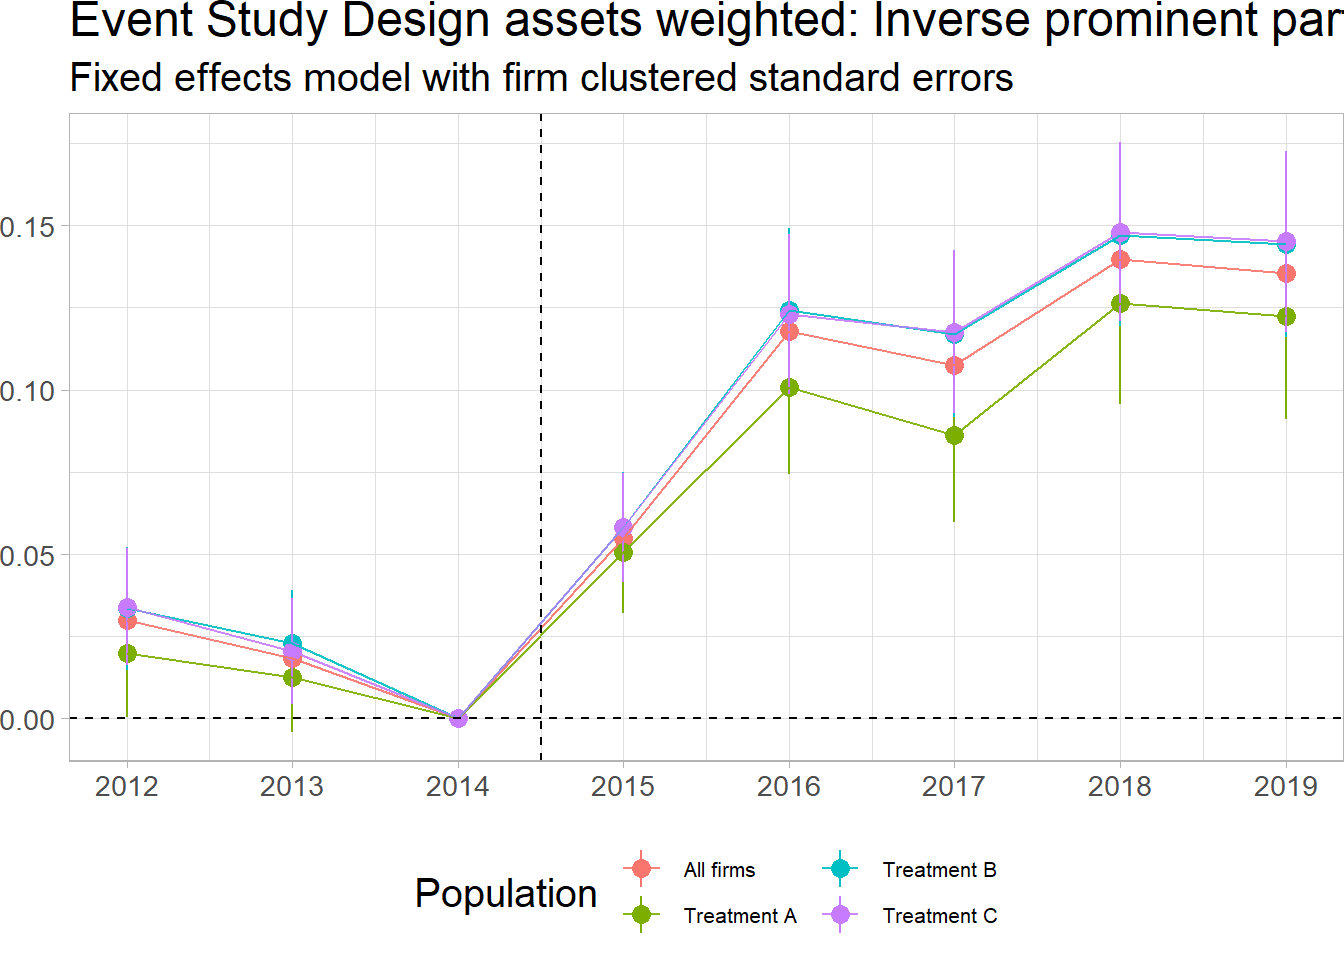 Event Study Design assets weighted: Inverse prominent
Fixed effects model with firm clustered standard errors
0.15
0.10
0.05
0.00
2012 2013 2014 2015 2016 2017 2018 2019
Population
All firms Treatment B
Treatment A Treatment C